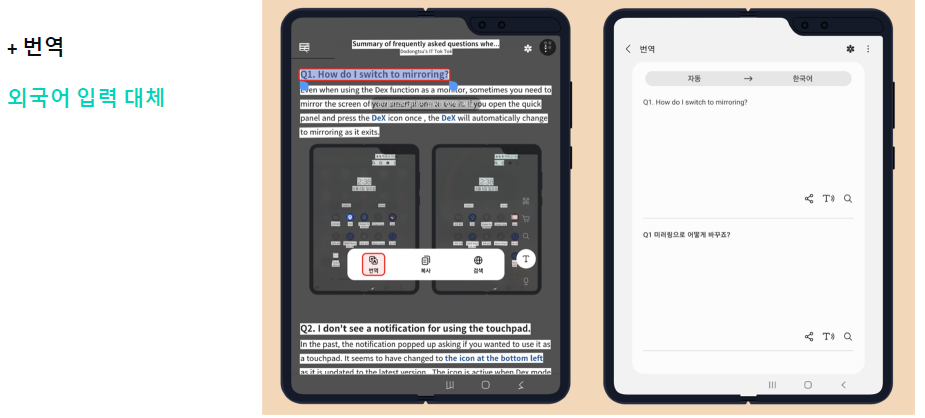 + 번역
외국어 입력 대체
Summary of frequently asked questions whe...
Dodongtsu's IT Tok Tok
Q1. How do I switch to mirroring?
Even when using the Dex function as a monitor, sometimes you need to
mirror the screen of your smartphone in use it. If you open the quick
panel and press the DeX icon once , the DeX will automatically change
to mirroring as it exits.
번역
복사
검색
T
Q2. I don't see a notification for using the touchpad.
In the past, the notification popped up asking if you wanted to use it as
a touchpad. It seems to have changed to the icon at the bottom left
as it is updated to the latest version. The icon is active when Dex mode
번역
자동 → 한국어
Q1. How do I switch to mirroring?
Q1 미러링으로 어떻게 바꾸죠?